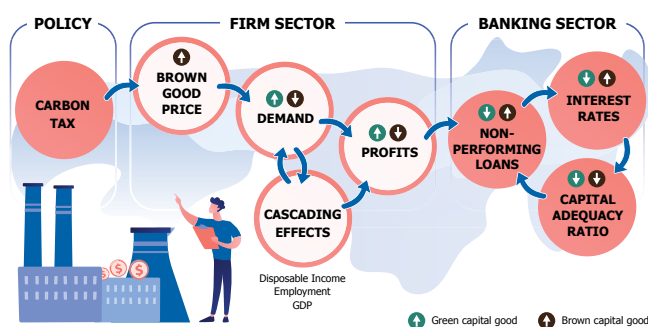 POLICY
FIRM SECTOR
BANKING SECTOR
CARBON
TAX
BROWN
GOOD
PRICE
DEMAND
CASCADING
EFFECTS
Disposable Income
Employment
GDP
PROFITS
NON-
PERFORMING
LOANS
INTEREST
RATES
CAPITAL
ADEQUACY
RATIO
$ $ $
Green capital good
Brown capital good